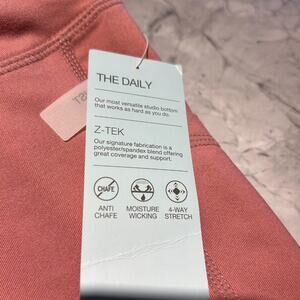 THE DAILY
Our most versatile studio bottom
that works as hard as you do.
Z-TEK
Our signature fabrication is a
polyester/spandex blend offering
great coverage and support.
CHAFE
ANTI
CHAFE
MOISTURE
WICKING
4-WAY
STRETCH